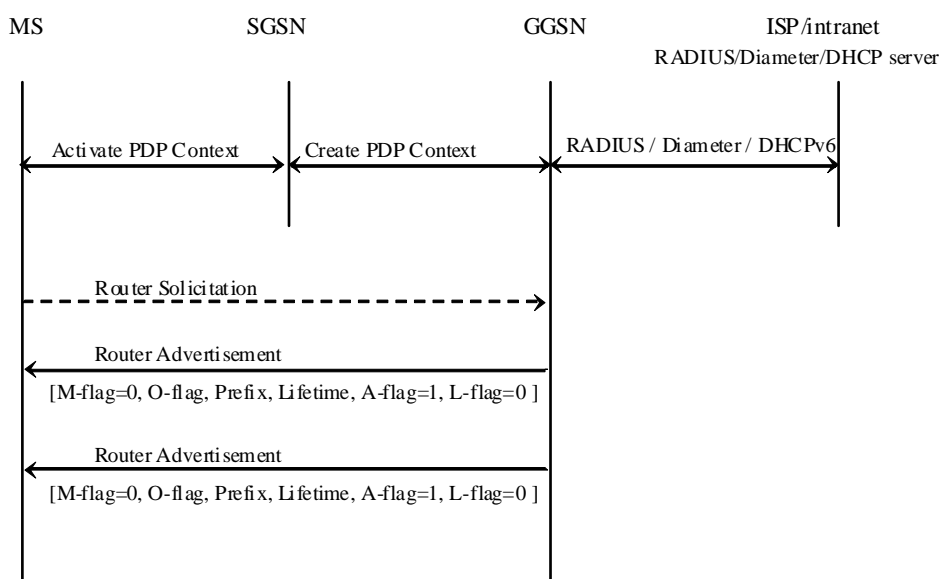 MS SGSN GGSN ISP/intranet
RADIUS/Diameter/DHCP server
Activate PDP Context
Create PDP Context
RADIUS / Diameter / DHCPv6
Router Solicitation
Router Advertisement
[M-flag=0, O-flag, Prefix, Lifetime, A-flag=1, L-flag=0 ]
Router Advertisement
[M-flag=0, O-flag, Prefix, Lifetime, A-flag=1, L-flag=0 ]